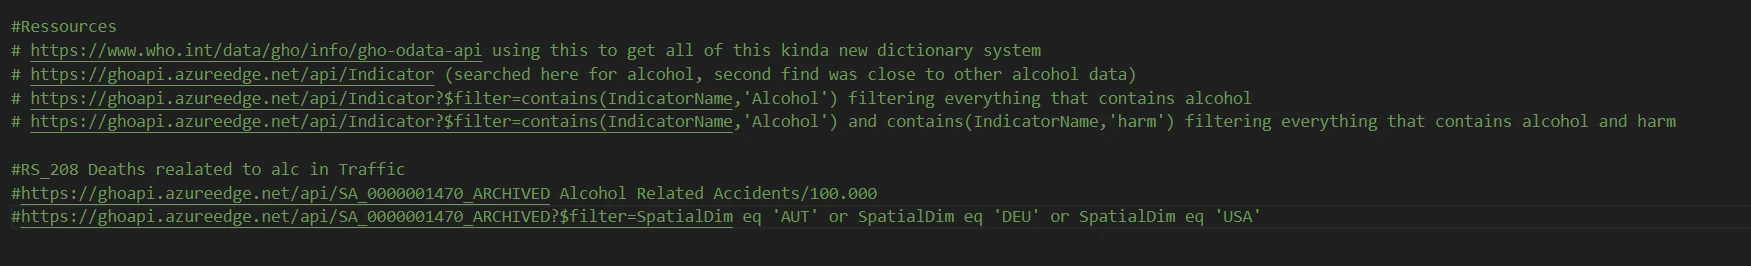 #Ressources
# https://www.who.int/data/gho/info/gho-odata-api using this to get all of this kinda new dictionary system
# https://ghoapi.azureedge.net/api/Indicator (searched here for alcohol, second find was close to other alcohol data)
# https://ghoapi.azureedge.net/api/Indicator?$filter=contains(IndicatorName,'Alcohol') filtering everything that contains alcohol
# https://ghoapi.azureedge.net/api/Indicator?$filter=contains(IndicatorName,'Alcohol') and contains(IndicatorName,'harm') filtering everything that contains alcohol and harm
#RS_208 Deaths realated to alc in Traffic
#https://ghoapi.azureedge.net/api/SA_0000001470_ARCHIVED Alcohol Related Accidents/100.000
#https://ghoapi.azureedge.net/api/SA_0000001470_ARCHIVED?$filter=SpatialDim eq 'AUT' or SpatialDim eq 'DEU' or SpatialDim eq 'USA'